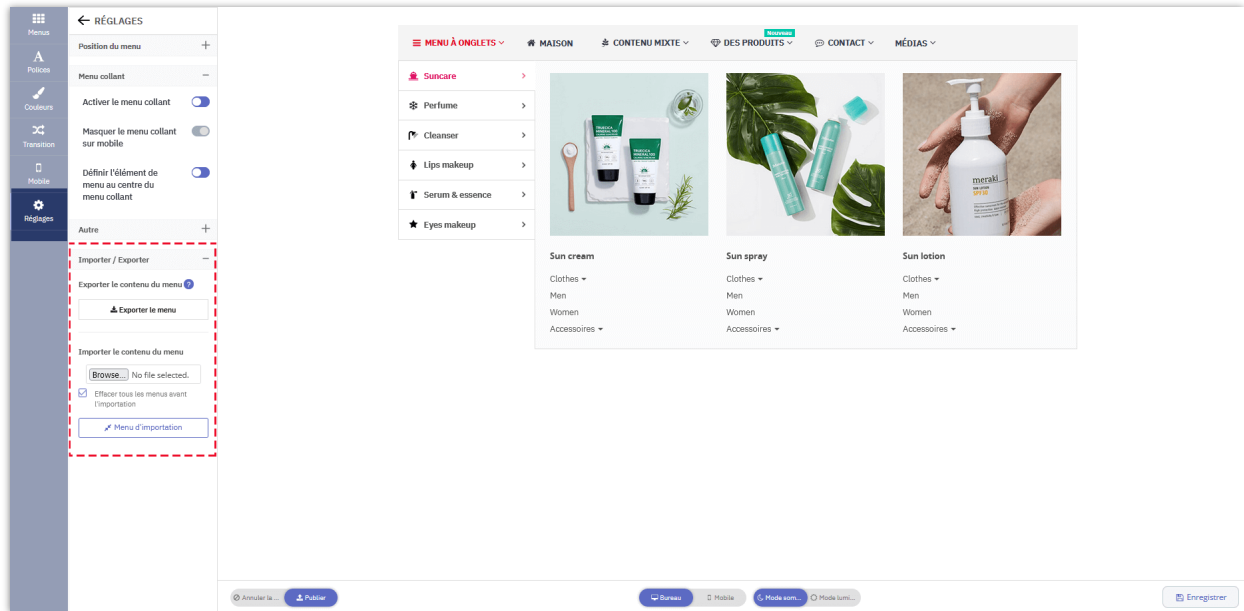 Menus
Polices
Couleurs
Transition
Mobile
Réglages
RÉGLAGES
Position du menu
Menu collant
Activer le menu collant
Masquer le menu collant
sur mobile
Définir l'élément de
menu au centre du
menu collant
Autre
Importer / Exporter
Exporter le contenu du menu ?
Exporter le menu
Importer le contenu du menu
Browse... No file selected.
Effacer tous les menus avant
l'importation
Menu d'importation
Nouveau
MENU À ONGLETS MAISON CONTENU MIXTE DES PRODUITS CONTACT MÉDIAS
Suncare
Perfume
Cleanser
Lips makeup
Serum & essence
Eyes makeup
meraki
Sun cream
Clothes
Men
Women
Accessoires
Sun spray
Clothes
Men
Women
Accessoires
Sun lotion
Clothes
Men
Women
Accessoires
Annuler la ... Publier
Bureau Mobile
Mode som... Mode lumi...
Enregistrer